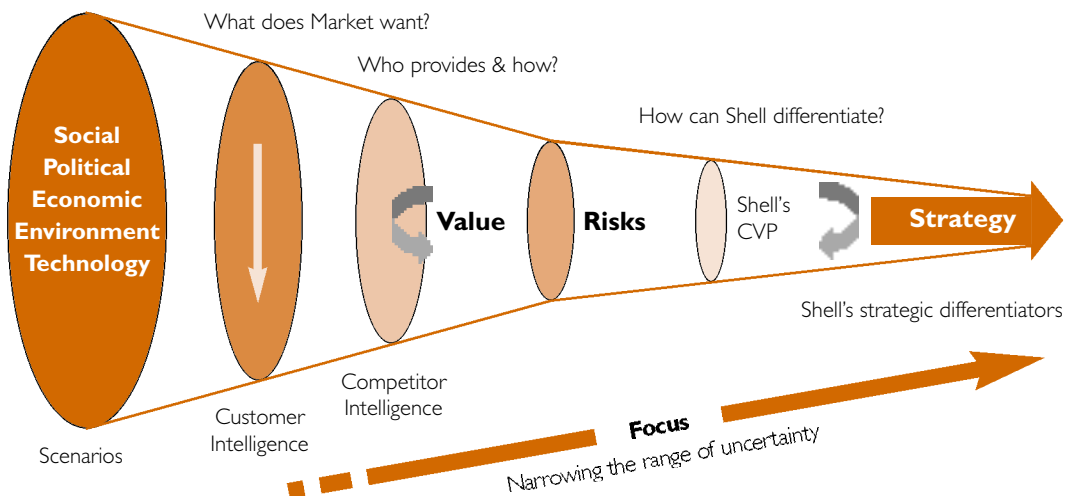 What does Market want?
Who provides & how?
How can Shell differentiate?
Social
Political
Economic
Environment
Technology
Value
Risks
Shell's
CVP
Strategy
Shell's strategic differentiators
Competitor
Intelligence
Customer
Intelligence
Scenarios
Focus
Narrowing the range of uncertainty